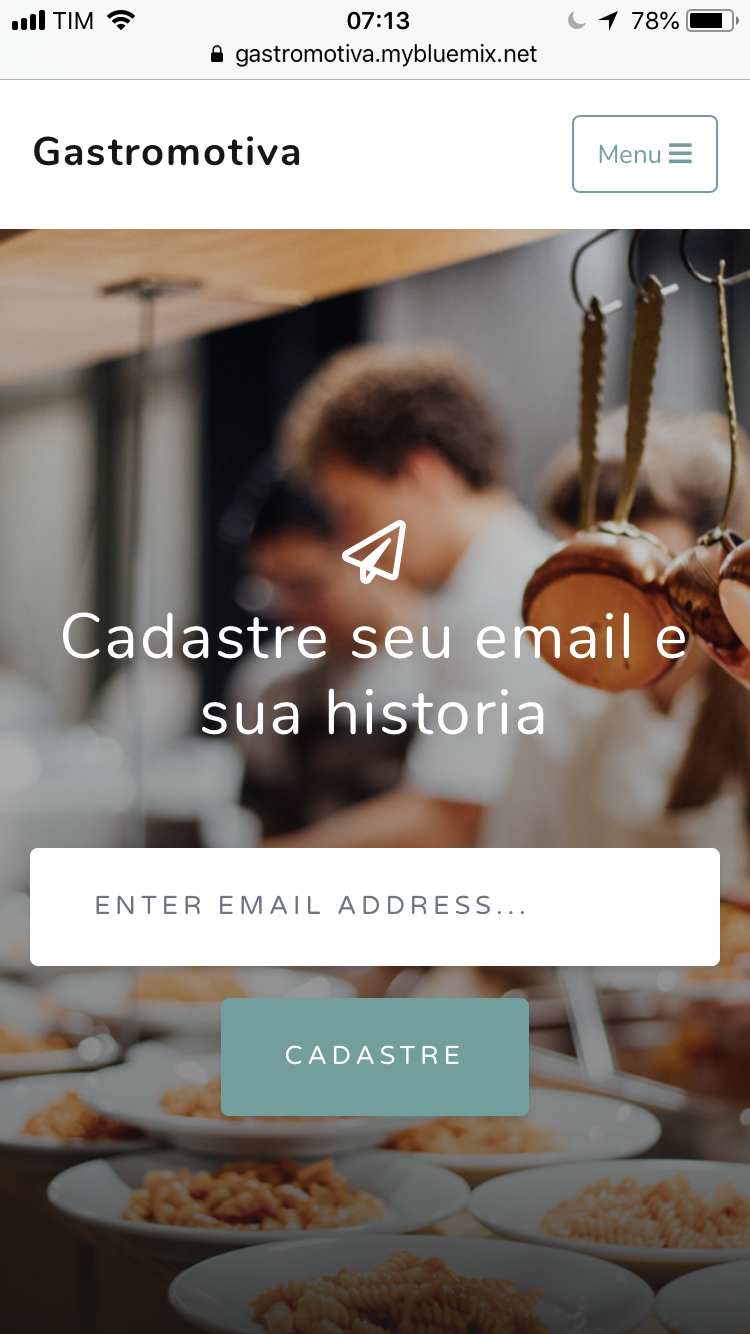 TIM 07:13 78%
gastromotiva.mybluemix.net
Gastromotiva
Menu
Cadastre seu email e
sua historia
ENTER EMAIL ADDRESS...
CADASTRE